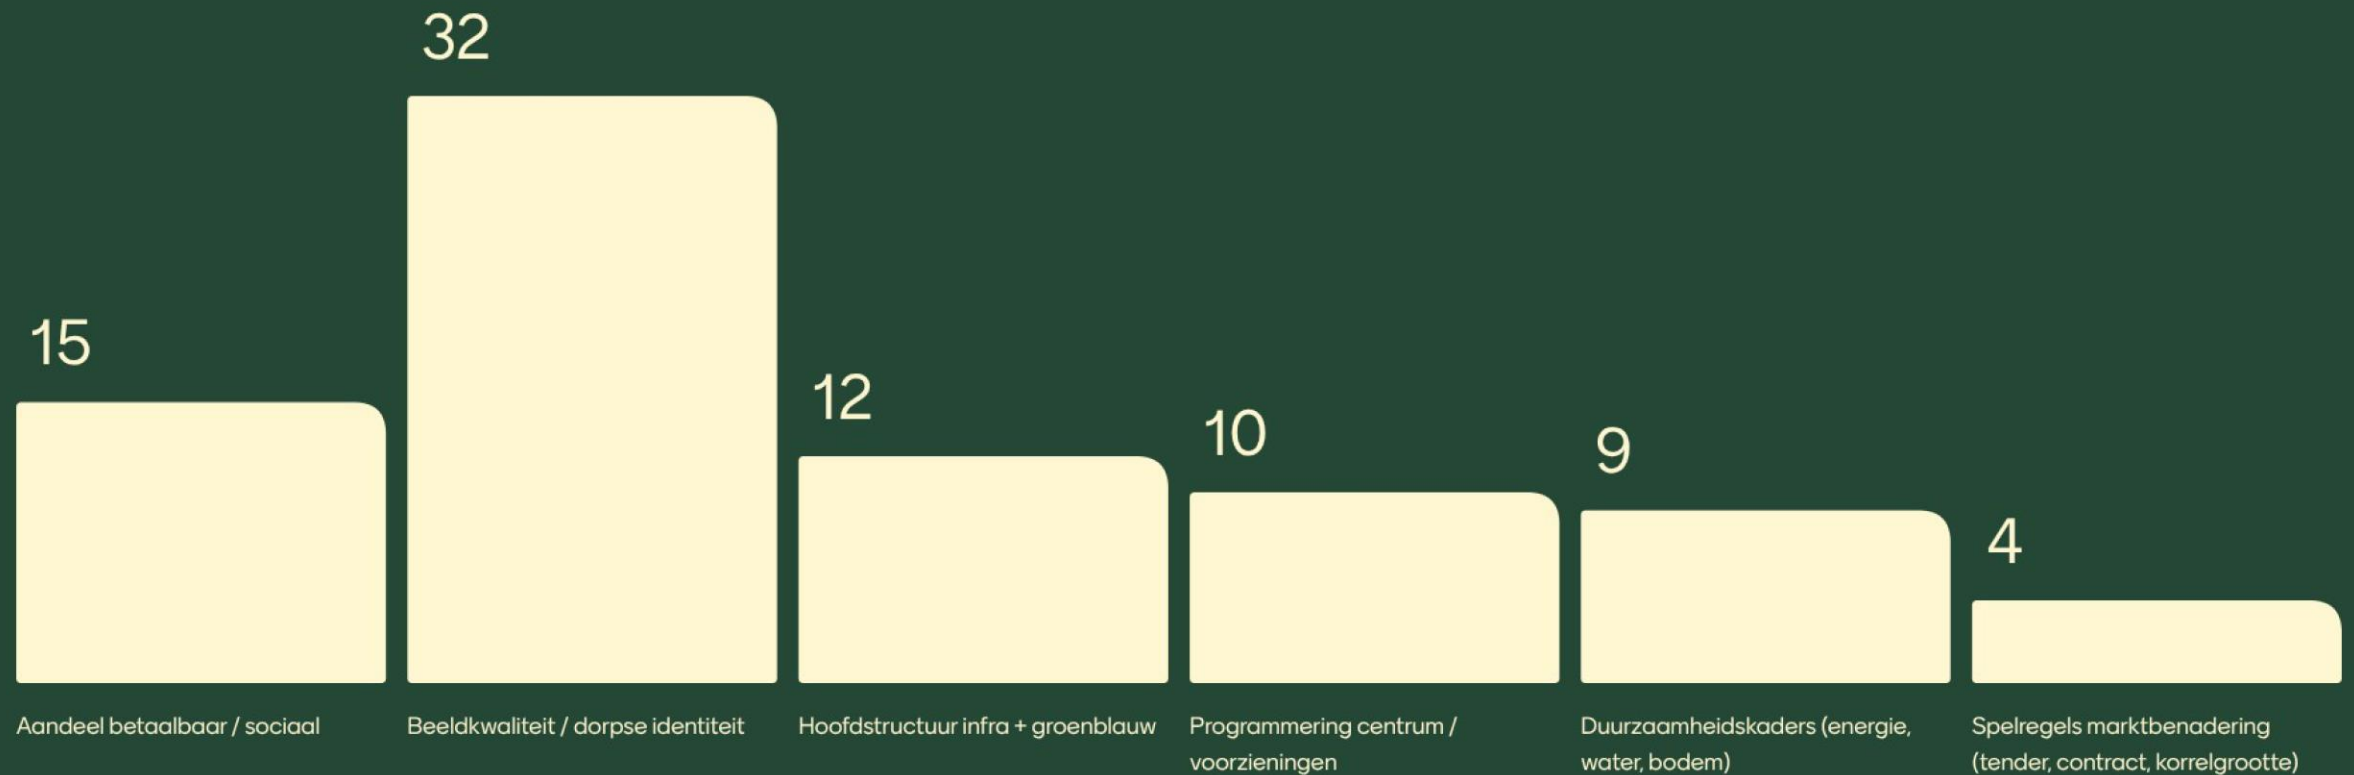 32
15
12
10
9
4
Aandeel betaalbaar / sociaal
Beeldkwaliteit / dorpse identiteit
Hoofdstructuur infra + groenblauw
Programmering centrum /
voorzieningen
Duurzaamheidskaders (energie,
water, bodem)
Spelregels marktbenadering
(tender, contract, korrelgrootte)